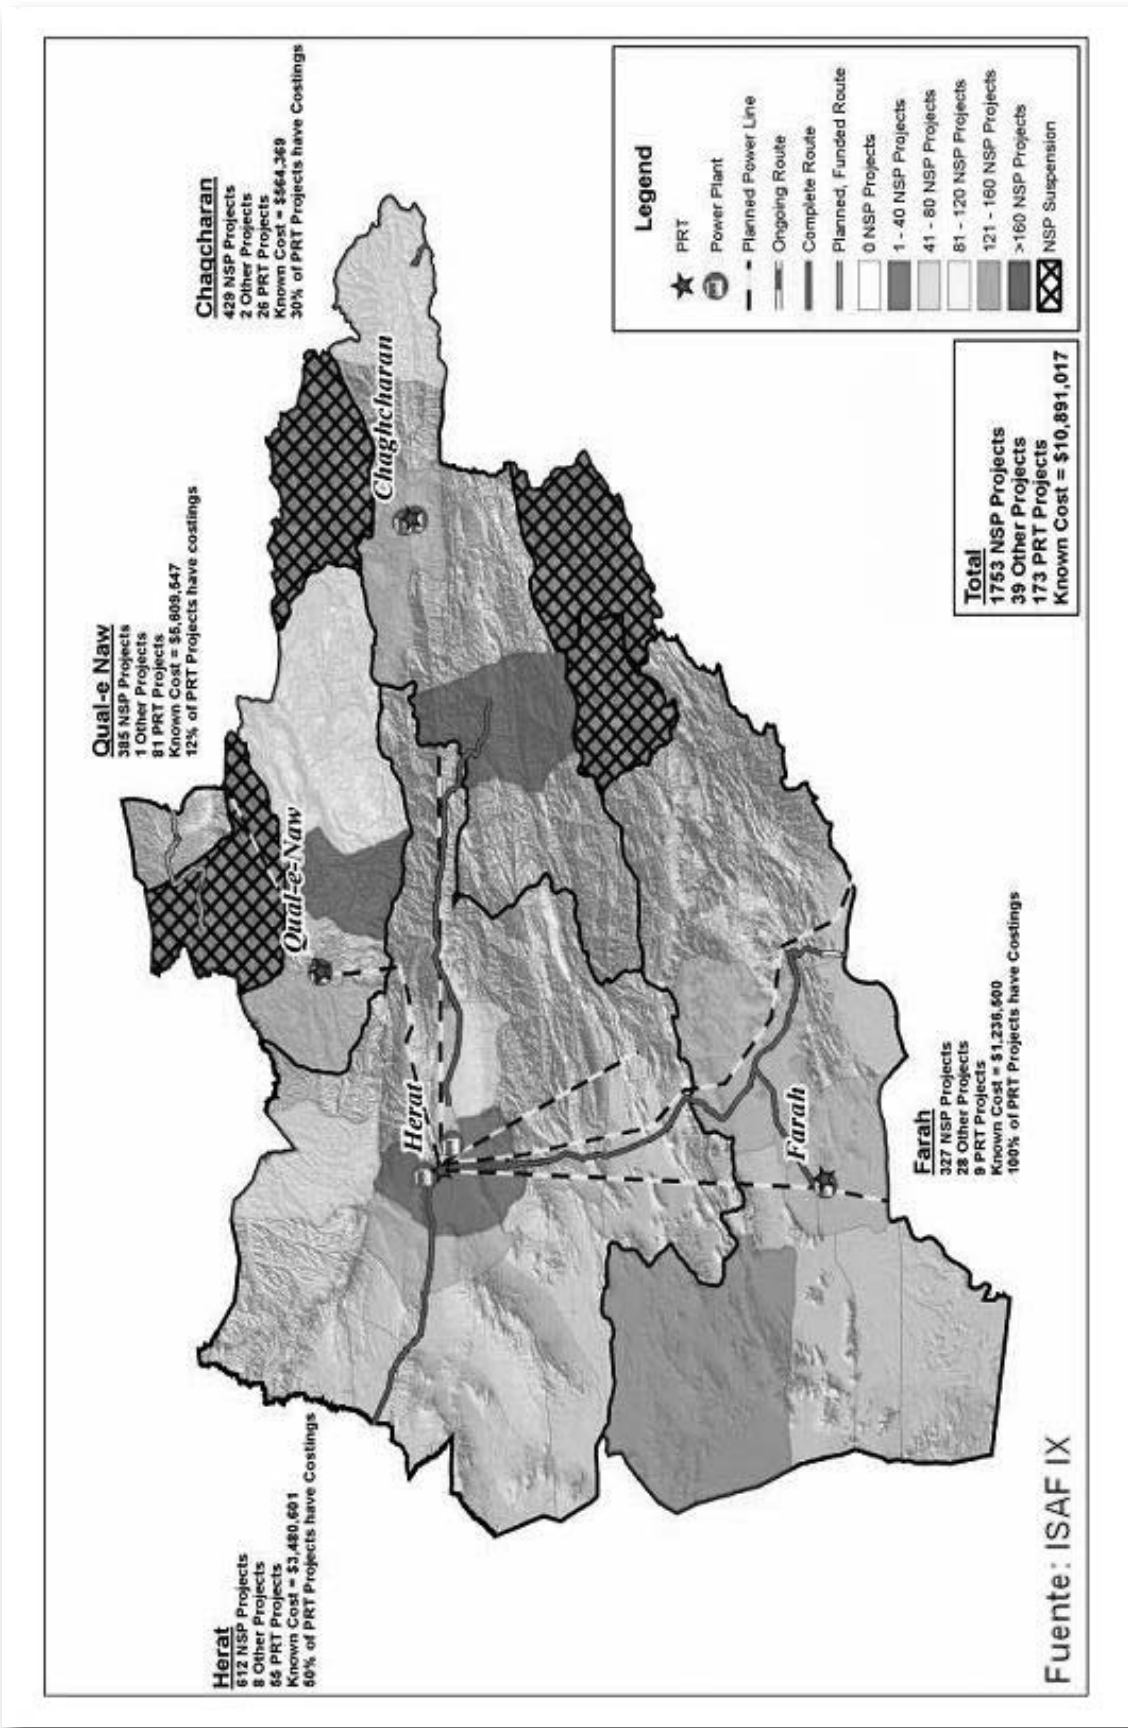 Herat
612 NSP Projects
8 Other Projects
55 PRT Projects
Known Cost = $3,480,601
50% of PRT Projects have Costings
Qual-e Naw
385 NSP Projects
1 Other Projects
81 PRT Projects
Known Cost = $5,609,547
12% of PRT Projects have costings
Chaqcharan
429 NSP Projects
2 Other Projects
26 PRT Projects
Known Cost = $564,369
30% of PRT Projects have Costings
Qual-e-Naw
Chaghcharan
Herat
Farah
Farah
327 NSP Projects
28 Other Projects
9 PRT Projects
Known Cost = $1,236,500
100% of PRT Projects have Costings
Total
1753 NSP Projects
39 Other Projects
173 PRT Projects
Known Cost = $10,891,017
Legend
PRT
Power Plant
Planned Power Line
Ongoing Route
Complete Route
Planned, Funded Route
0 NSP Projects
1 - 40 NSP Projects
41 - 80 NSP Projects
81 - 120 NSP Projects
121 - 160 NSP Projects
>160 NSP Projects
NSP Suspension
Fuente: ISAF IX